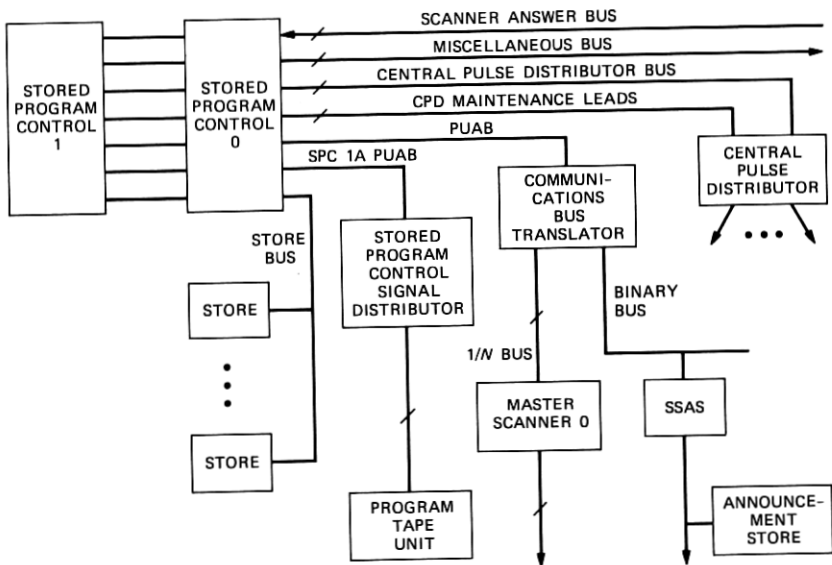 SCANNER ANSWER BUS
MISCELLANEOUS BUS
CENTRAL PULSE DISTRIBUTOR BUS
CPD MAINTENANCE LEADS
PUAB
SPC 1A PUAB
STORED
PROGRAM
CONTROL
1
STORED
PROGRAM
CONTROL
0
CENTRAL
PULSE
DISTRIBUTOR
COMMUNI-
CATIONS
BUS
TRANSLATOR
STORE
BUS
STORED
PROGRAM
CONTROL
SIGNAL
DISTRIBUTOR
BINARY
BUS
STORE
1/N BUS
MASTER
SCANNER 0
SSAS
STORE
PROGRAM
TAPE
UNIT
ANNOUNCE-
MENT
STORE